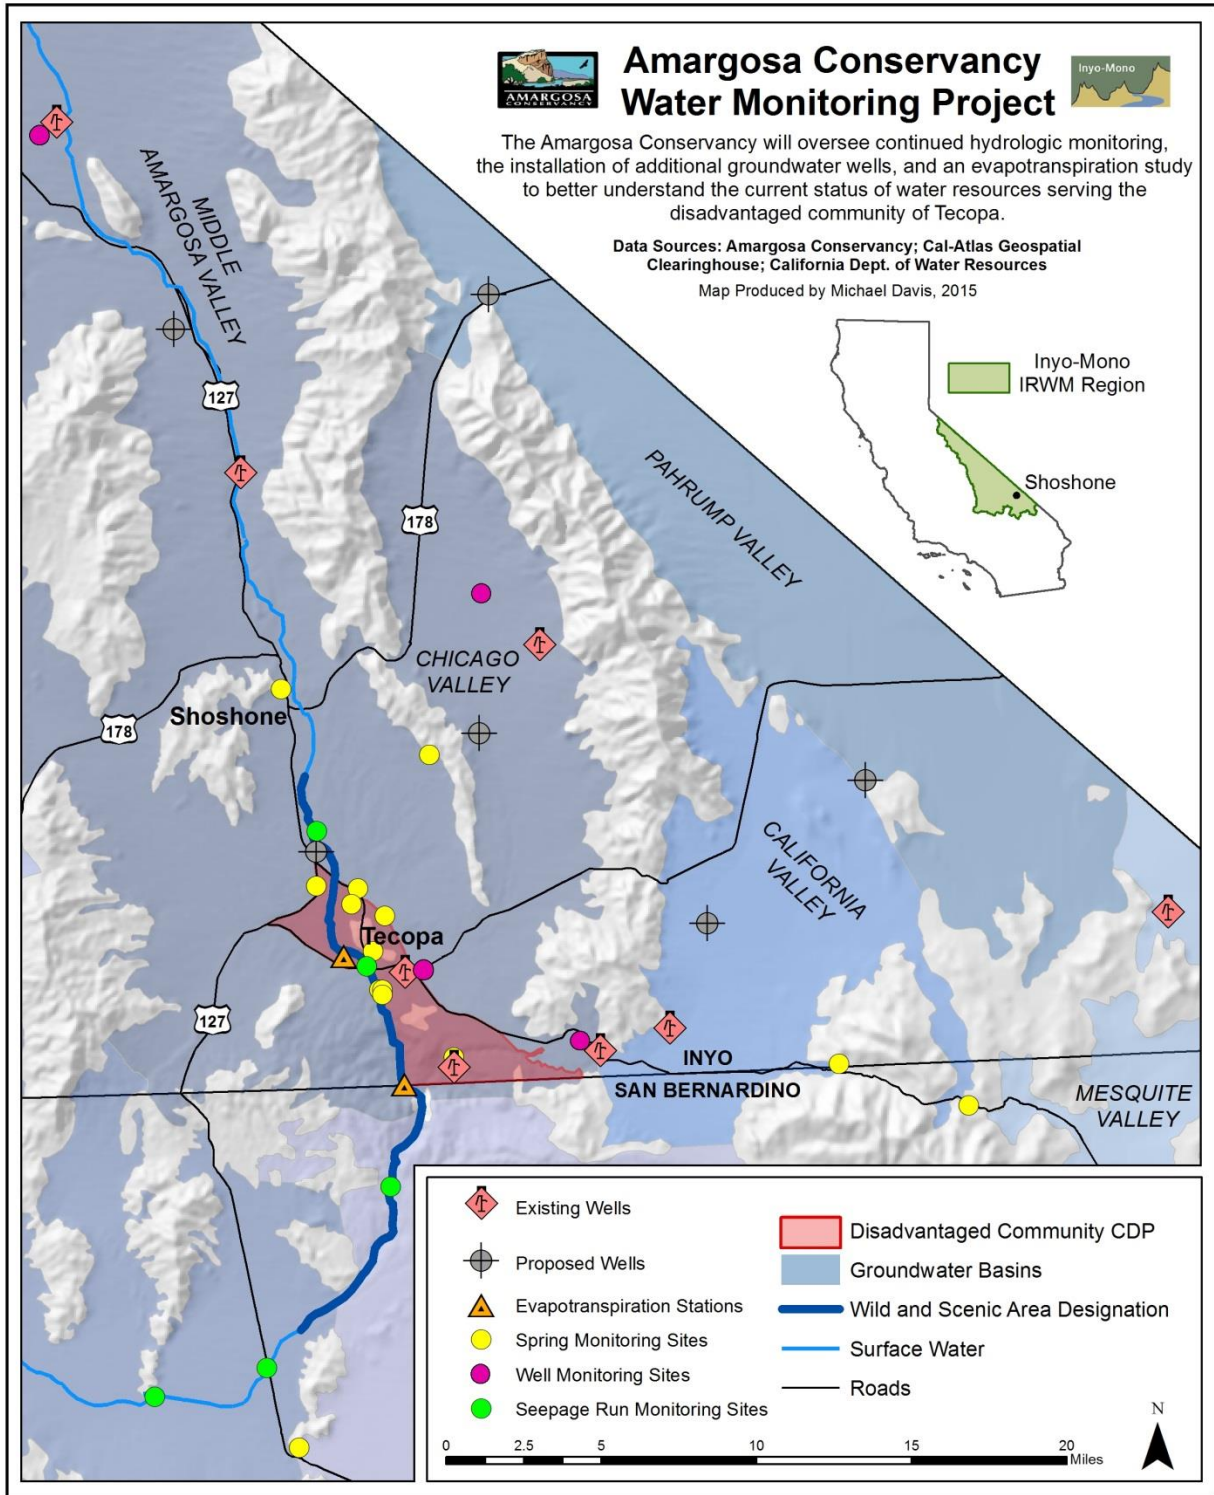 AMARGOSA
CONSERVANCY
Amargosa Conservancy
Water Monitoring Project
Inyo-Mono
The Amargosa Conservancy will oversee continued hydrologic monitoring,
the installation of additional groundwater wells, and an evapotranspiration study
to better understand the current status of water resources serving the
disadvantaged community of Tecopa.
Data Sources: Amargosa Conservancy; Cal-Atlas Geospatial
Clearinghouse; California Dept. of Water Resources
Map Produced by Michael Davis, 2015
Inyo-Mono
IRWM Region
Shoshone
MIDDLE
AMARGOSA VALLEY
127
178
PAHRUMP VALLEY
CHICAGO
VALLEY
Shoshone
178
CALIFORNIA
VALLEY
Tecopa
127
INYO
SAN BERNARDINO
MESQUITE
VALLEY
Existing Wells
Proposed Wells
Evapotranspiration Stations
Spring Monitoring Sites
Well Monitoring Sites
Seepage Run Monitoring Sites
Disadvantaged Community CDP
Groundwater Basins
Wild and Scenic Area Designation
Surface Water
Roads
N
0 2.5 5 10 15 20
Miles